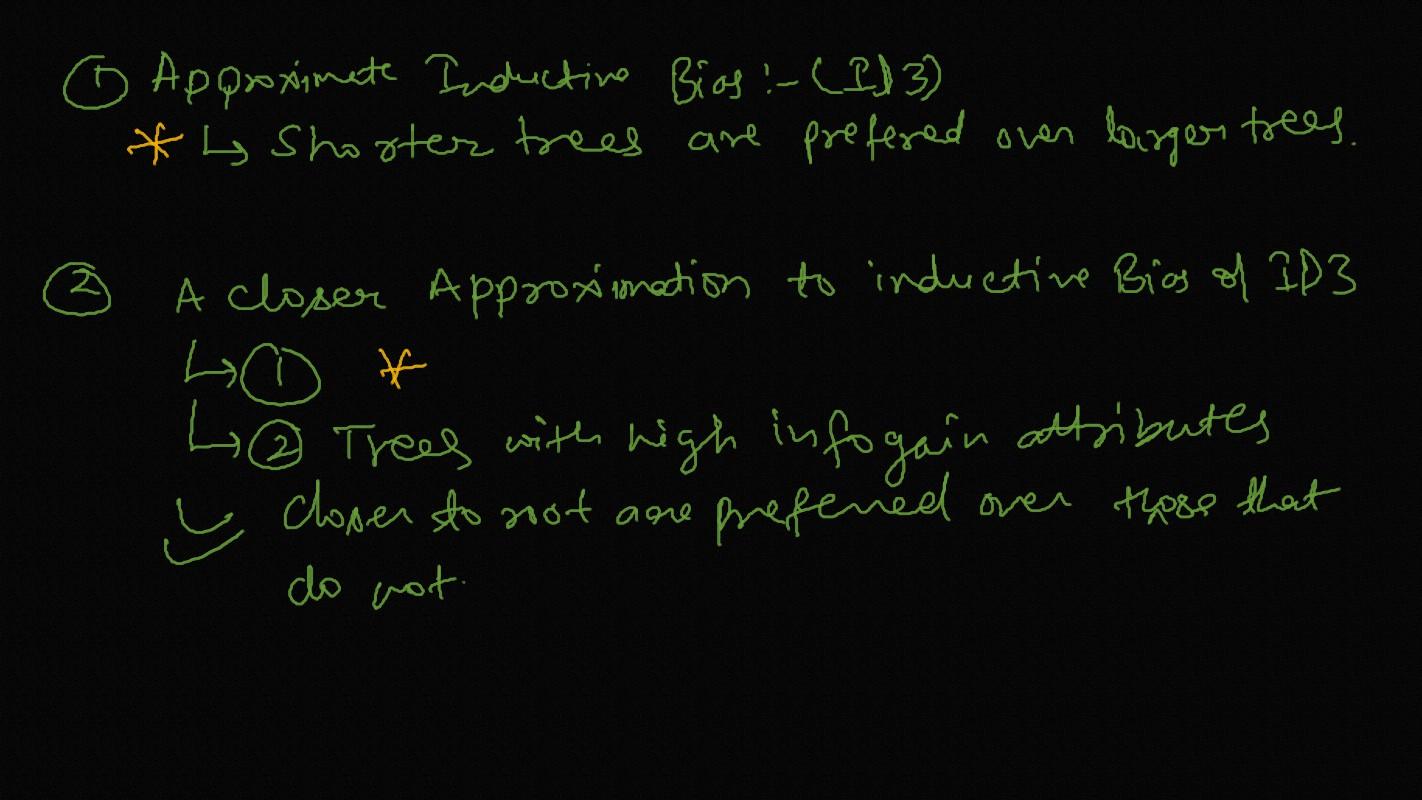 ① Approximate Inductive Bias :- (ID3)
* ↳ Shorter trees are prefered over larger trees.
② A closer Approximation to inductive Bias of ID3
↳ ① *
↳ ② Trees with high infogain attributes
closer to root are preferred over those that
do not.